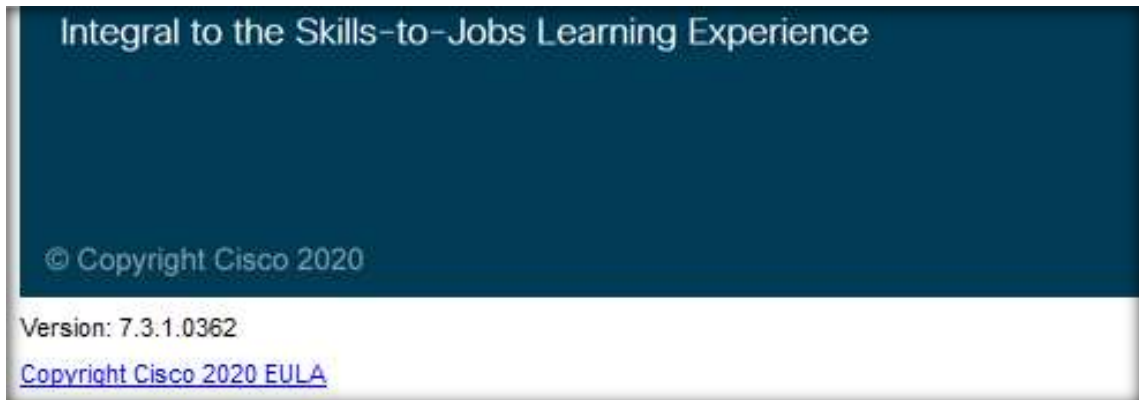 Integral to the Skills-to-Jobs Learning Experience
© Copyright Cisco 2020
Version: 7.3.1.0362
Copyright Cisco 2020 EULA